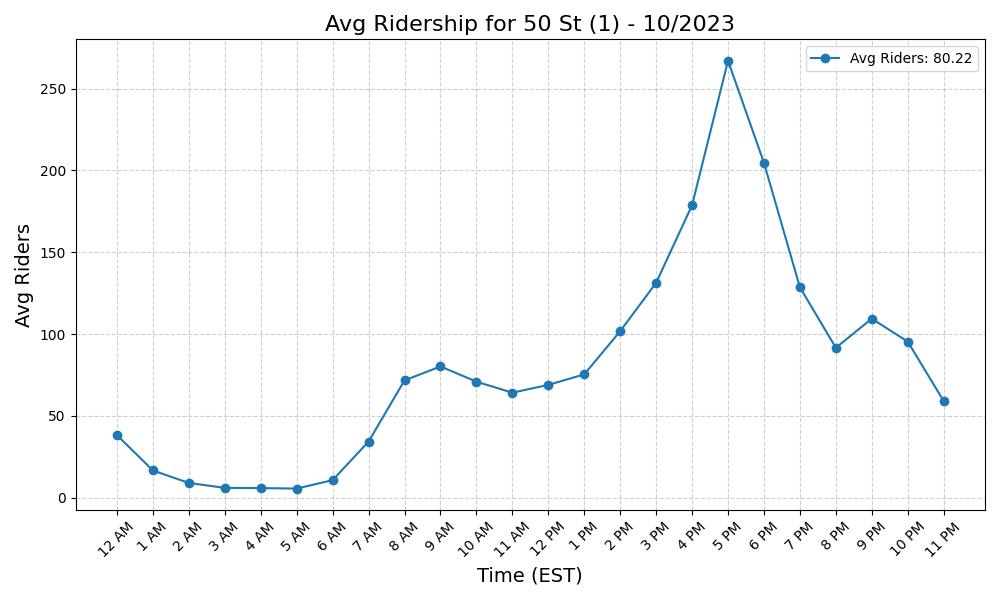 Avg Ridership for 50 St (1) - 10/2023
Avg Riders: 80.22
Avg Riders
250
200
150
100
50
0
12 AM
1 AM
2 AM
3 AM
4 AM
5 AM
6 AM
7 AM
8 AM
9 AM
10 AM
11 AM
12 PM
1 PM
2 PM
3 PM
4 PM
5 PM
6 PM
7 PM
8 PM
9 PM
10 PM
11 PM
Time (EST)